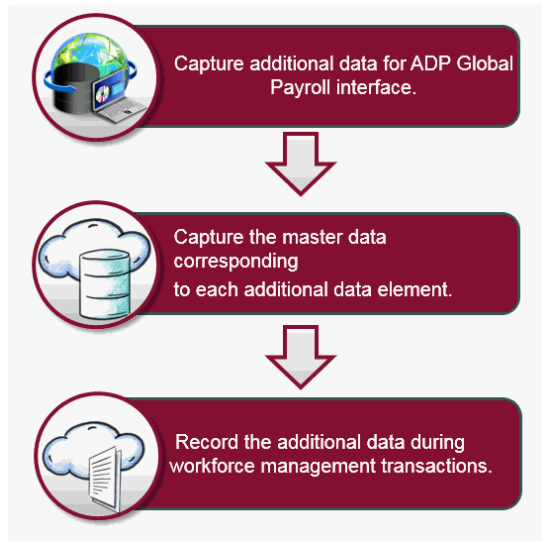 Capture additional data for ADP Global
Payroll interface.
Capture the master data
corresponding
to each additional data element.
Record the additional data during
workforce management transactions.